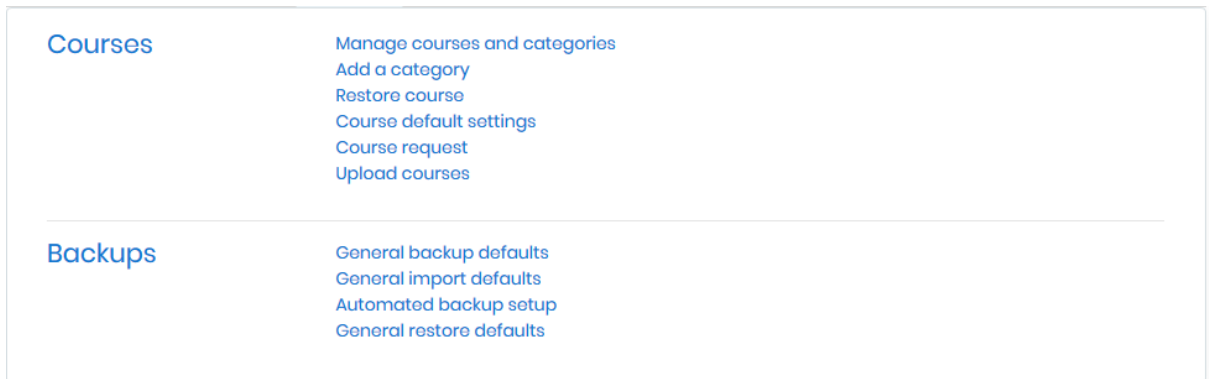 Courses
Manage courses and categories
Add a category
Restore course
Course default settings
Course request
Upload courses
Backups
General backup defaults
General import defaults
Automated backup setup
General restore defaults